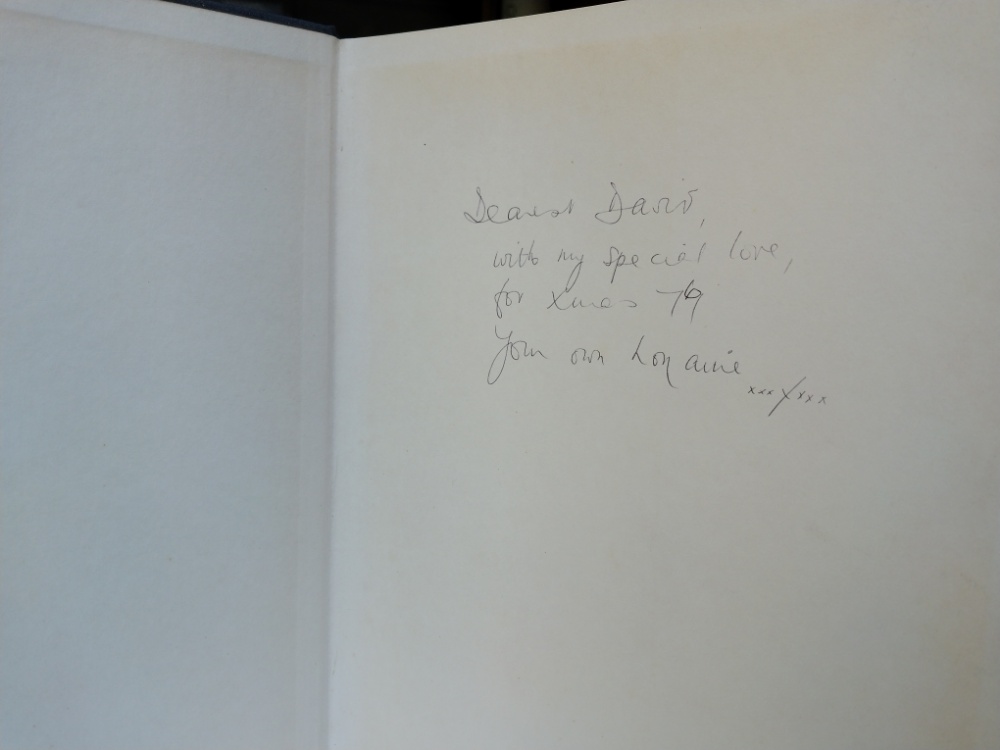 Dearest David,
with my special love,
for Xmas 79
Your own Lorraine
xxxXxxx